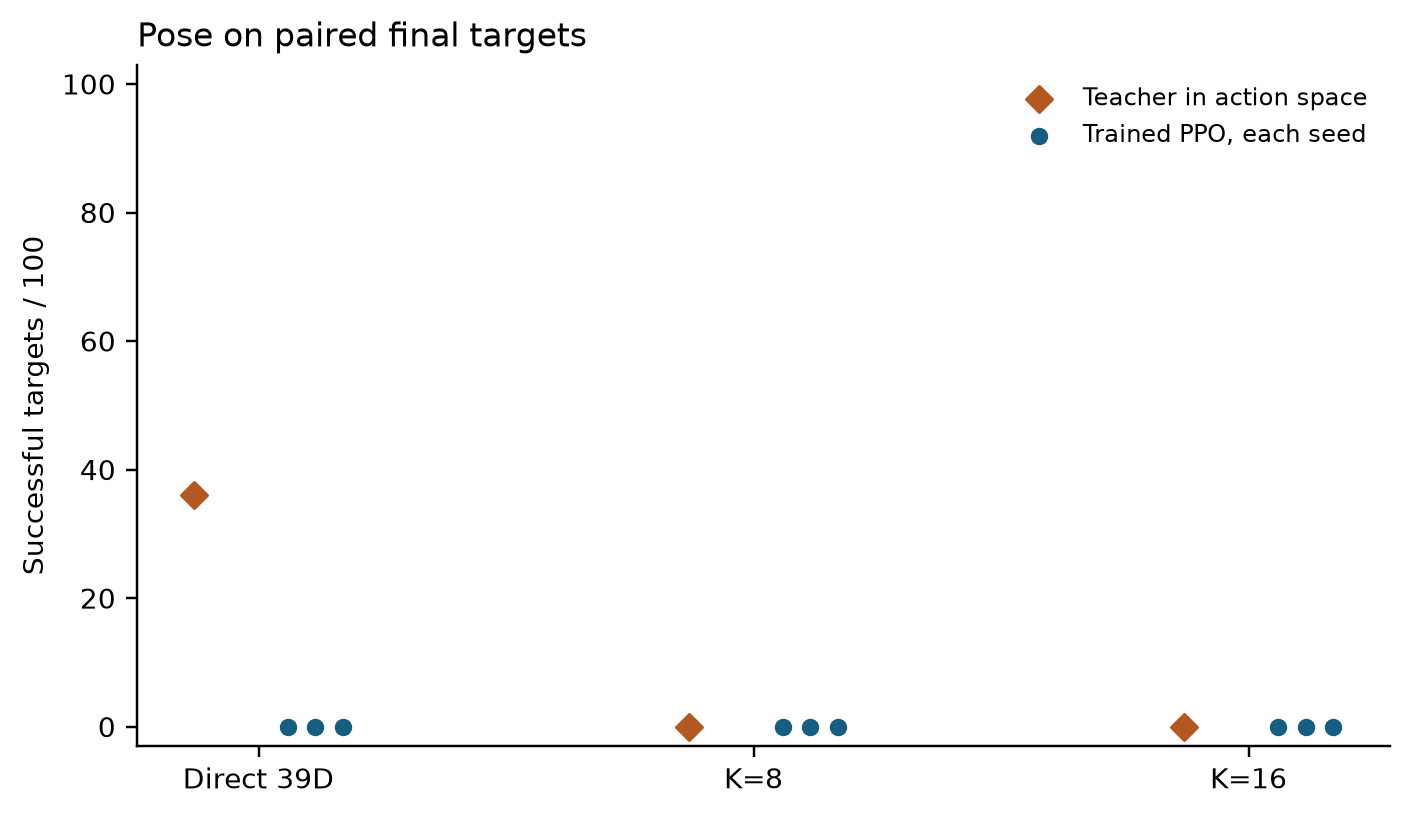 Pose on paired final targets
Successful targets / 100
100
80
60
40
20
0
Teacher in action space
Trained PPO, each seed
Direct 39D
K=8
K=16